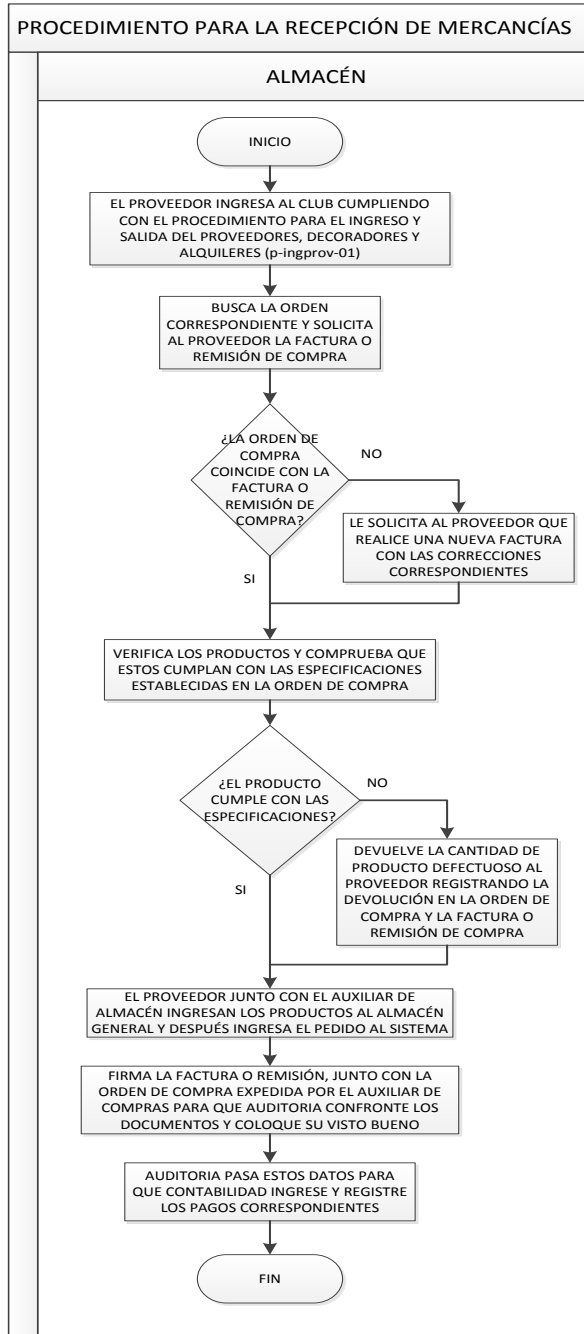 PROCEDIMIENTO PARA LA RECEPCIÓN DE MERCANCÍAS
ALMACÉN
INICIO
EL PROVEEDOR INGRESA AL CLUB CUMPLIENDO
CON EL PROCEDIMIENTO PARA EL INGRESO Y
SALIDA DEL PROVEEDORES, DECORADORES Y
ALQUILERES (p-ingprov-01)
BUSCA LA ORDEN
CORRESPONDIENTE Y SOLICITA
AL PROVEEDOR LA FACTURA O
REMISIÓN DE COMPRA
¿LA ORDEN DE
COMPRA
COINCIDE CON LA
FACTURA O
REMISIÓN DE
COMPRA?
NO
LE SOLICITA AL PROVEEDOR QUE
REALICE UNA NUEVA FACTURA
CON LAS CORRECCIONES
CORRESPONDIENTES
SI
VERIFICA LOS PRODUCTOS Y COMPRUEBA QUE
ESTOS CUMPLAN CON LAS ESPECIFICACIONES
ESTABLECIDAS EN LA ORDEN DE COMPRA
¿EL PRODUCTO
CUMPLE CON LAS
ESPECIFICACIONES?
NO
DEVUELVE LA CANTIDAD DE
PRODUCTO DEFECTUOSO AL
PROVEEDOR REGISTRANDO LA
DEVOLUCIÓN EN LA ORDEN DE
COMPRA Y LA FACTURA O
REMISIÓN DE COMPRA
SI
EL PROVEEDOR JUNTO CON EL AUXILIAR DE
ALMACÉN INGRESAN LOS PRODUCTOS AL ALMACÉN
GENERAL Y DESPUÉS INGRESA EL PEDIDO AL SISTEMA
FIRMA LA FACTURA O REMISIÓN, JUNTO CON LA
ORDEN DE COMPRA EXPEDIDA POR EL AUXILIAR DE
COMPRAS PARA QUE AUDITORIA CONFRONTE LOS
DOCUMENTOS Y COLOQUE SU VISTO BUENO
AUDITORIA PASA ESTOS DATOS PARA
QUE CONTABILIDAD INGRESE Y REGISTRE
LOS PAGOS CORRESPONDIENTES
FIN